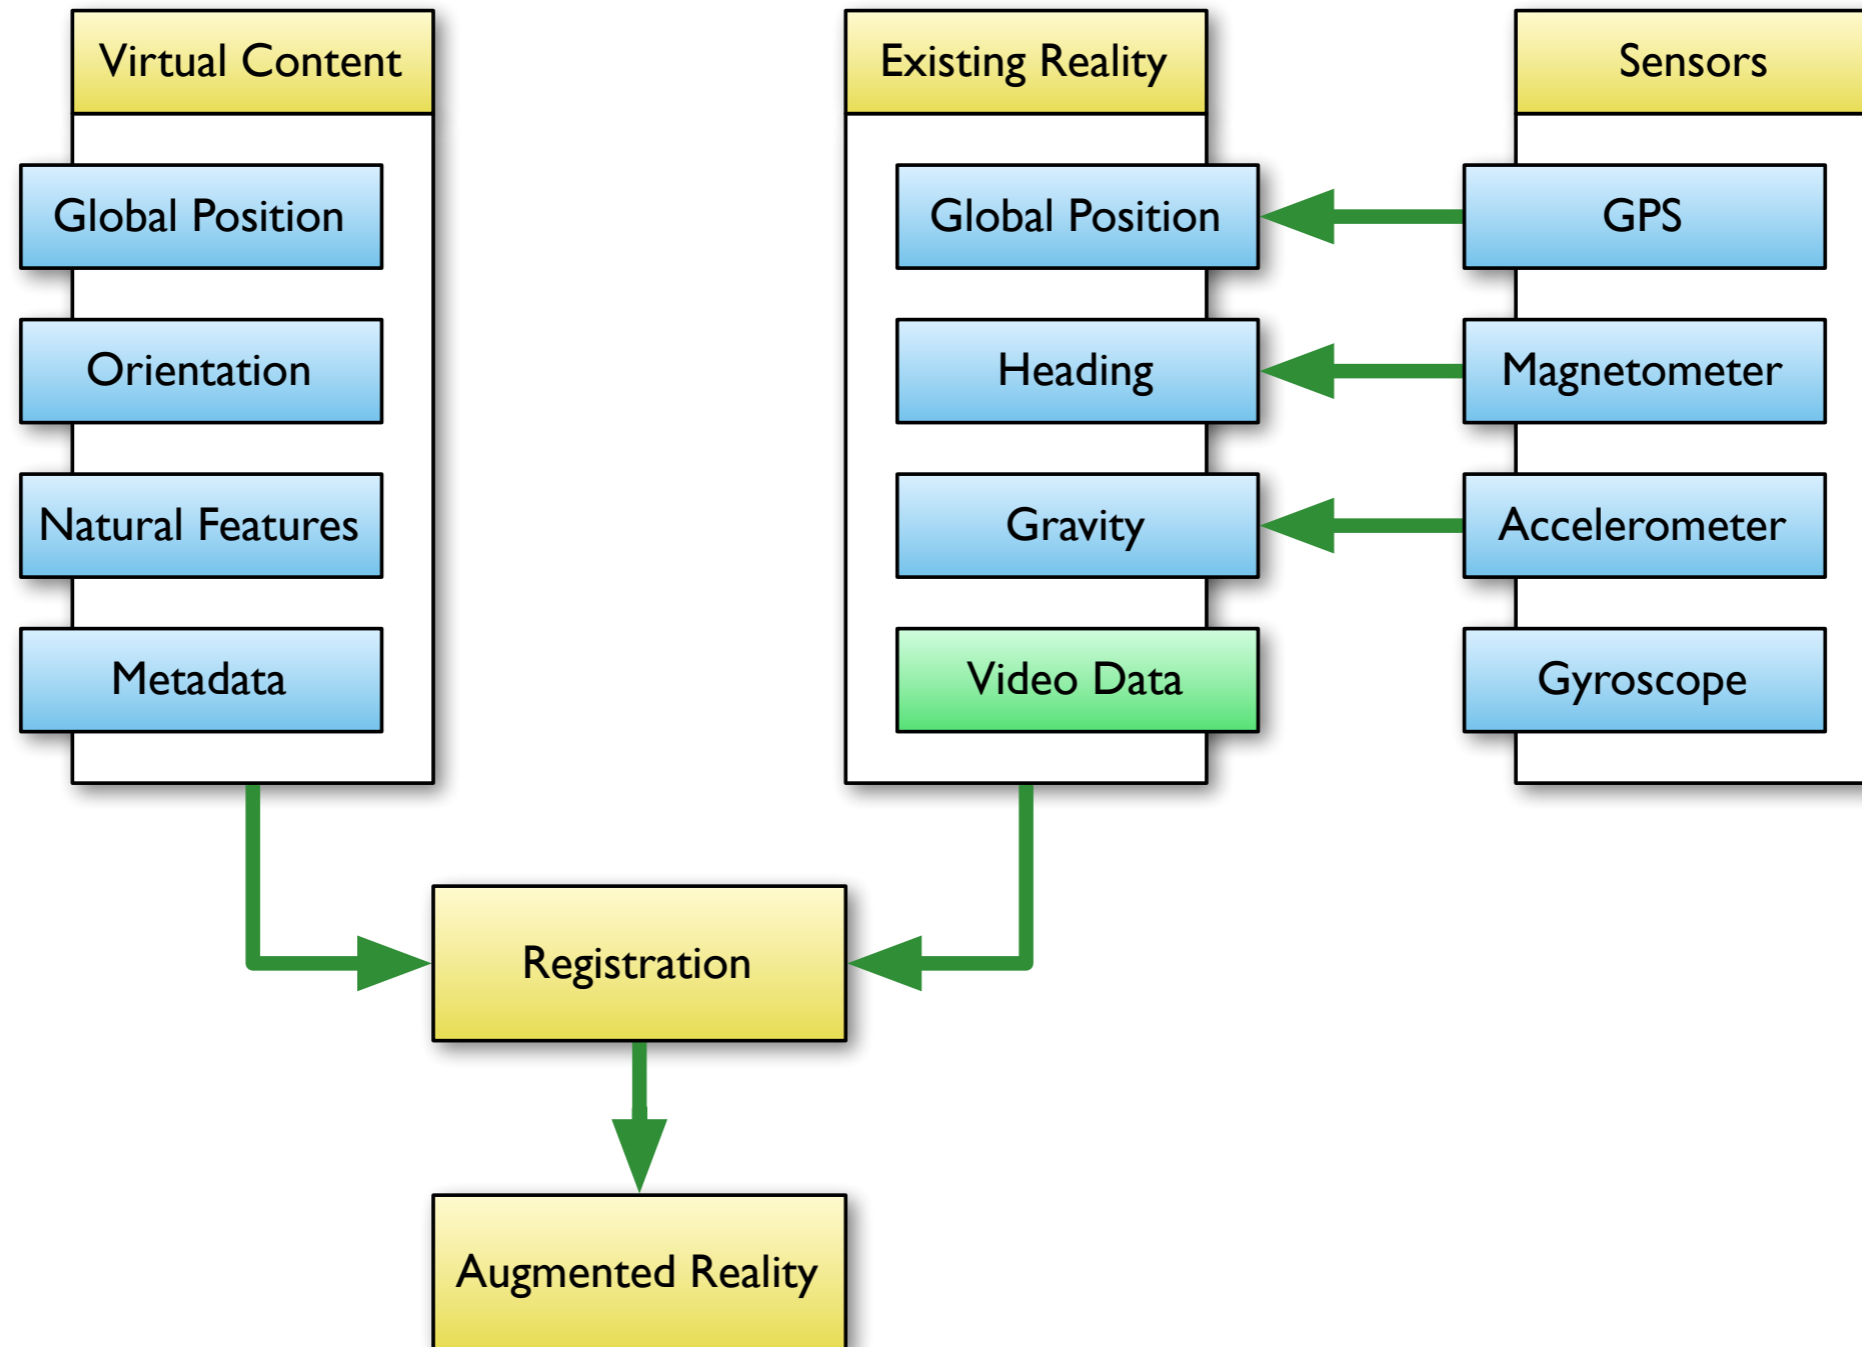 Virtual Content
Global Position
Orientation
Natural Features
Metadata
Existing Reality
Global Position
Heading
Gravity
Video Data
Sensors
GPS
Magnetometer
Accelerometer
Gyroscope
Registration
Augmented Reality